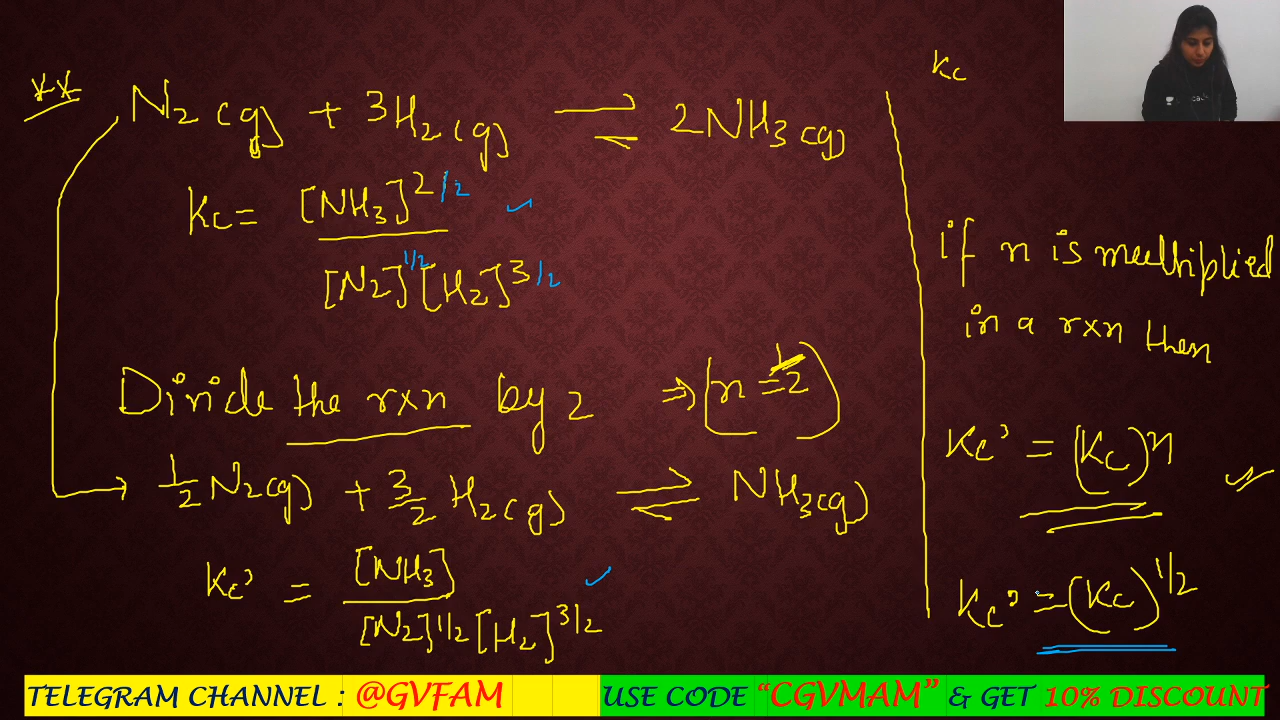 **
N2(g) + 3H2(g) ⇌ 2NH3(g)
Kc = [NH3]^2/2 / [N2]^1/2 [H2]^3/2
Divide the rxn by 2 ⇒ (n = 1/2)
1/2 N2(g) + 3/2 H2(g) ⇌ NH3(g)
Kc' = [NH3] / [N2]^1/2 [H2]^3/2
Kc
if n is meeltiplied
in a rxn then
Kc' = (Kc)^n
Kc' = (Kc)^1/2
TELEGRAM CHANNEL : @GVFAM
USE CODE "CGVMAM" & GET 10% DISCOUNT